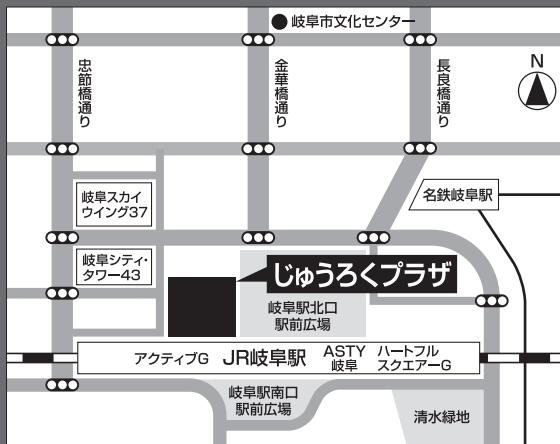 岐阜市文化センター
忠節橋通り
金華橋通り
長良橋通り
N
岐阜スカイ
ウイング37
名鉄岐阜駅
岐阜シティ・
タワー43
じゅうろくプラザ
岐阜駅北口
駅前広場
アクティブG
JR岐阜駅
ASTY
岐阜
ハートフル
スクエアーG
岐阜駅南口
駅前広場
清水緑地